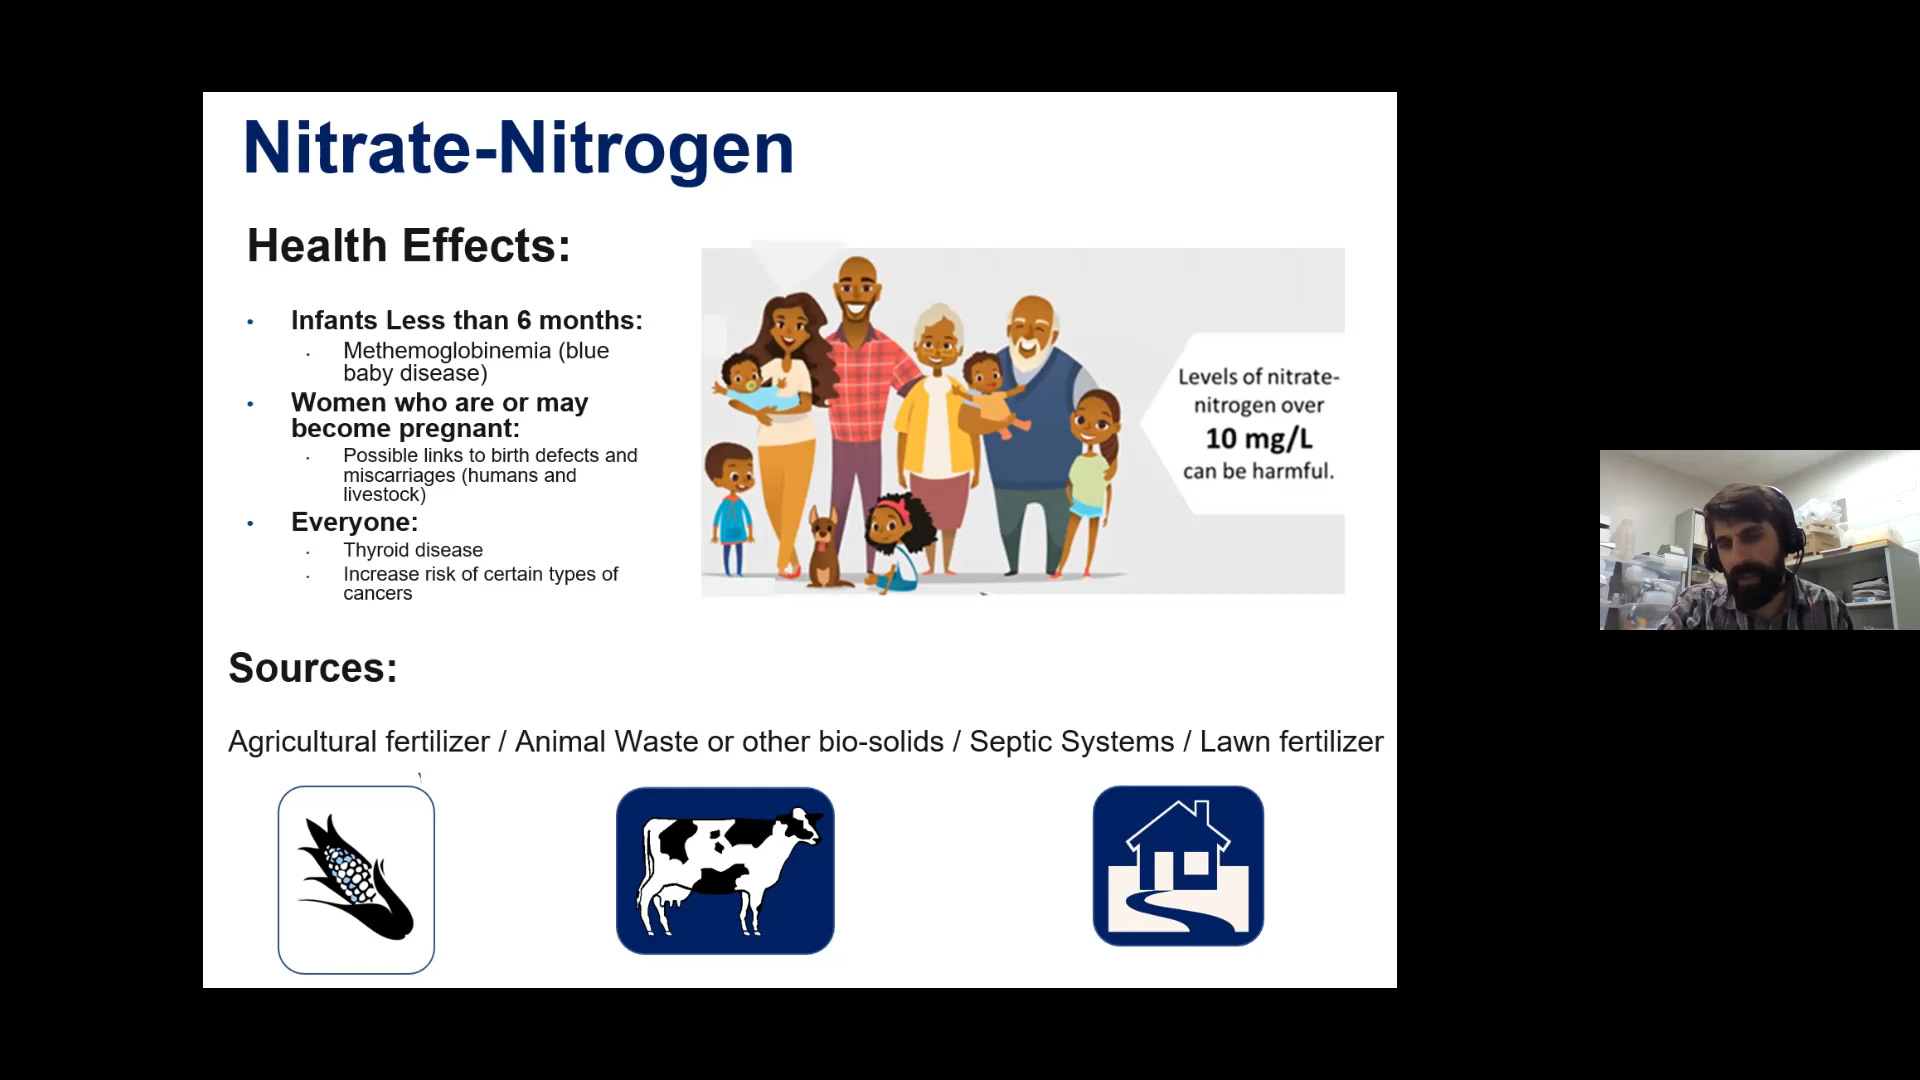 Nitrate-Nitrogen
Health Effects:
• Infants Less than 6 months:
• Methemoglobinemia (blue
baby disease)
• Women who are or may
become pregnant:
• Possible links to birth defects and
miscarriages (humans and
livestock)
• Everyone:
• Thyroid disease
• Increase risk of certain types of
cancers
Levels of nitrate-
nitrogen over
10 mg/L
can be harmful.
Sources:
Agricultural fertilizer / Animal Waste or other bio-solids / Septic Systems / Lawn fertilizer